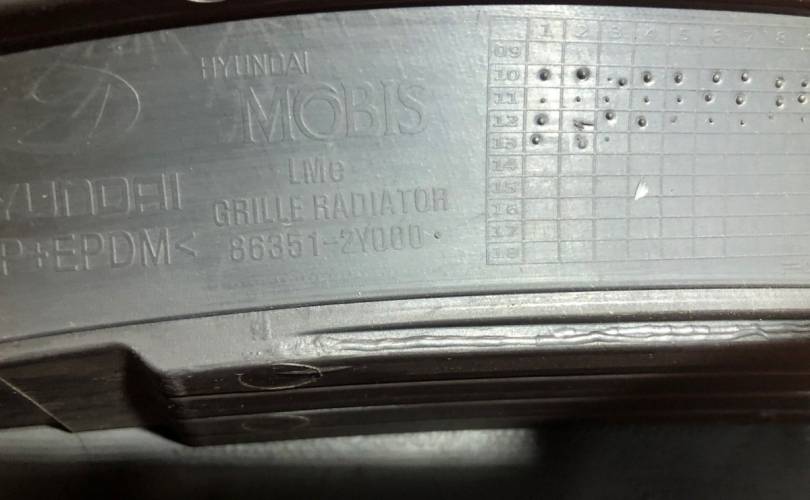 HYUNDAI
MOBIS
LMC
GRILLE RADIATOR
86351-2Y000
YUNDAI
P+EPDM<
1 2 3 4 5 6 7 8
09
10
11
12
13
14
15
16
17
18